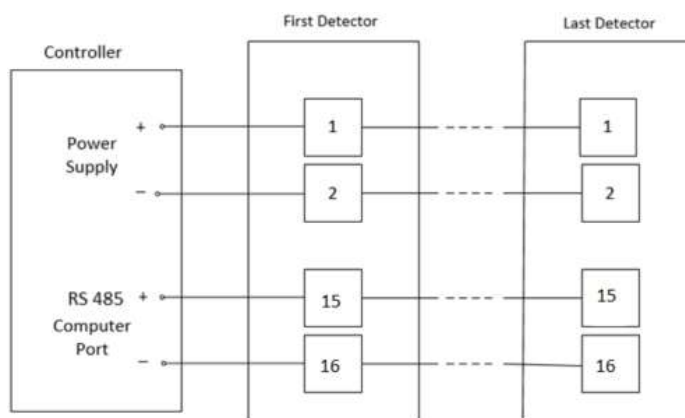 First Detector
Last Detector
Controller
+ 1 1
Power
Supply
− 2 2
RS 485 + 15 15
Computer
Port
− 16 16